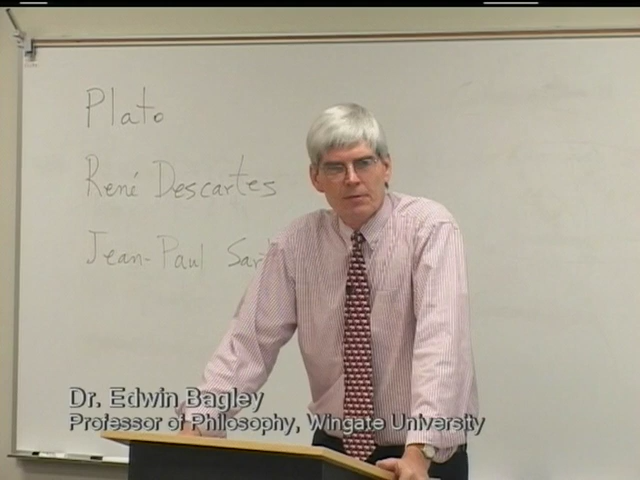 Plato
René Descartes
Jean-Paul
Dr. Edwin Bagley
Professor of Philosophy, Wingate University